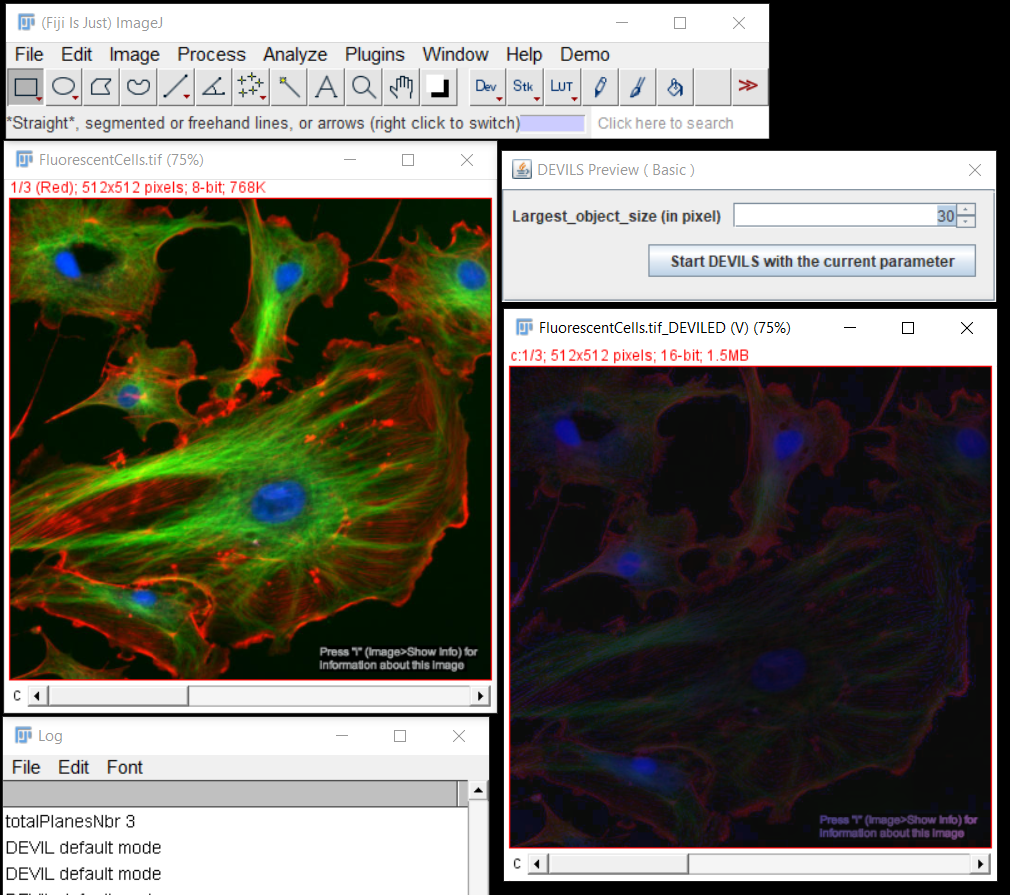 (Fiji Is Just) ImageJ
File Edit Image Process Analyze Plugins Window Help Demo
Dev Stk LUT
*Straight*, segmented or freehand lines, or arrows (right click to switch)
Click here to search
FluorescentCells.tif (75%)
1/3 (Red); 512x512 pixels; 8-bit; 768K
Press "i" (Image>Show Info) for
information about this image
C
DEVILS Preview ( Basic )
Largest_object_size (in pixel) 30
Start DEVILS with the current parameter
FluorescentCells.tif_DEVILED (V) (75%)
c:1/3; 512x512 pixels; 16-bit; 1.5MB
Press "i" (Image>Show Info) for
information about this image
C
Log
File Edit Font
totalPlanesNbr 3
DEVIL default mode
DEVIL default mode